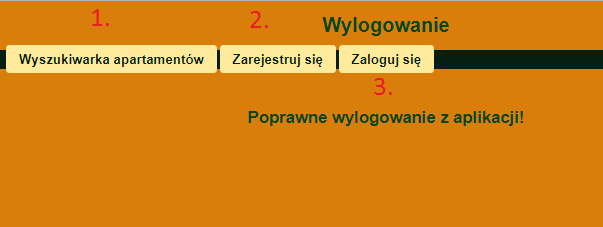 1.
2.
Wylogowanie
Wyszukiwarka apartamentów
Zarejestruj się
Zaloguj się
3.
Poprawne wylogowanie z aplikacji!